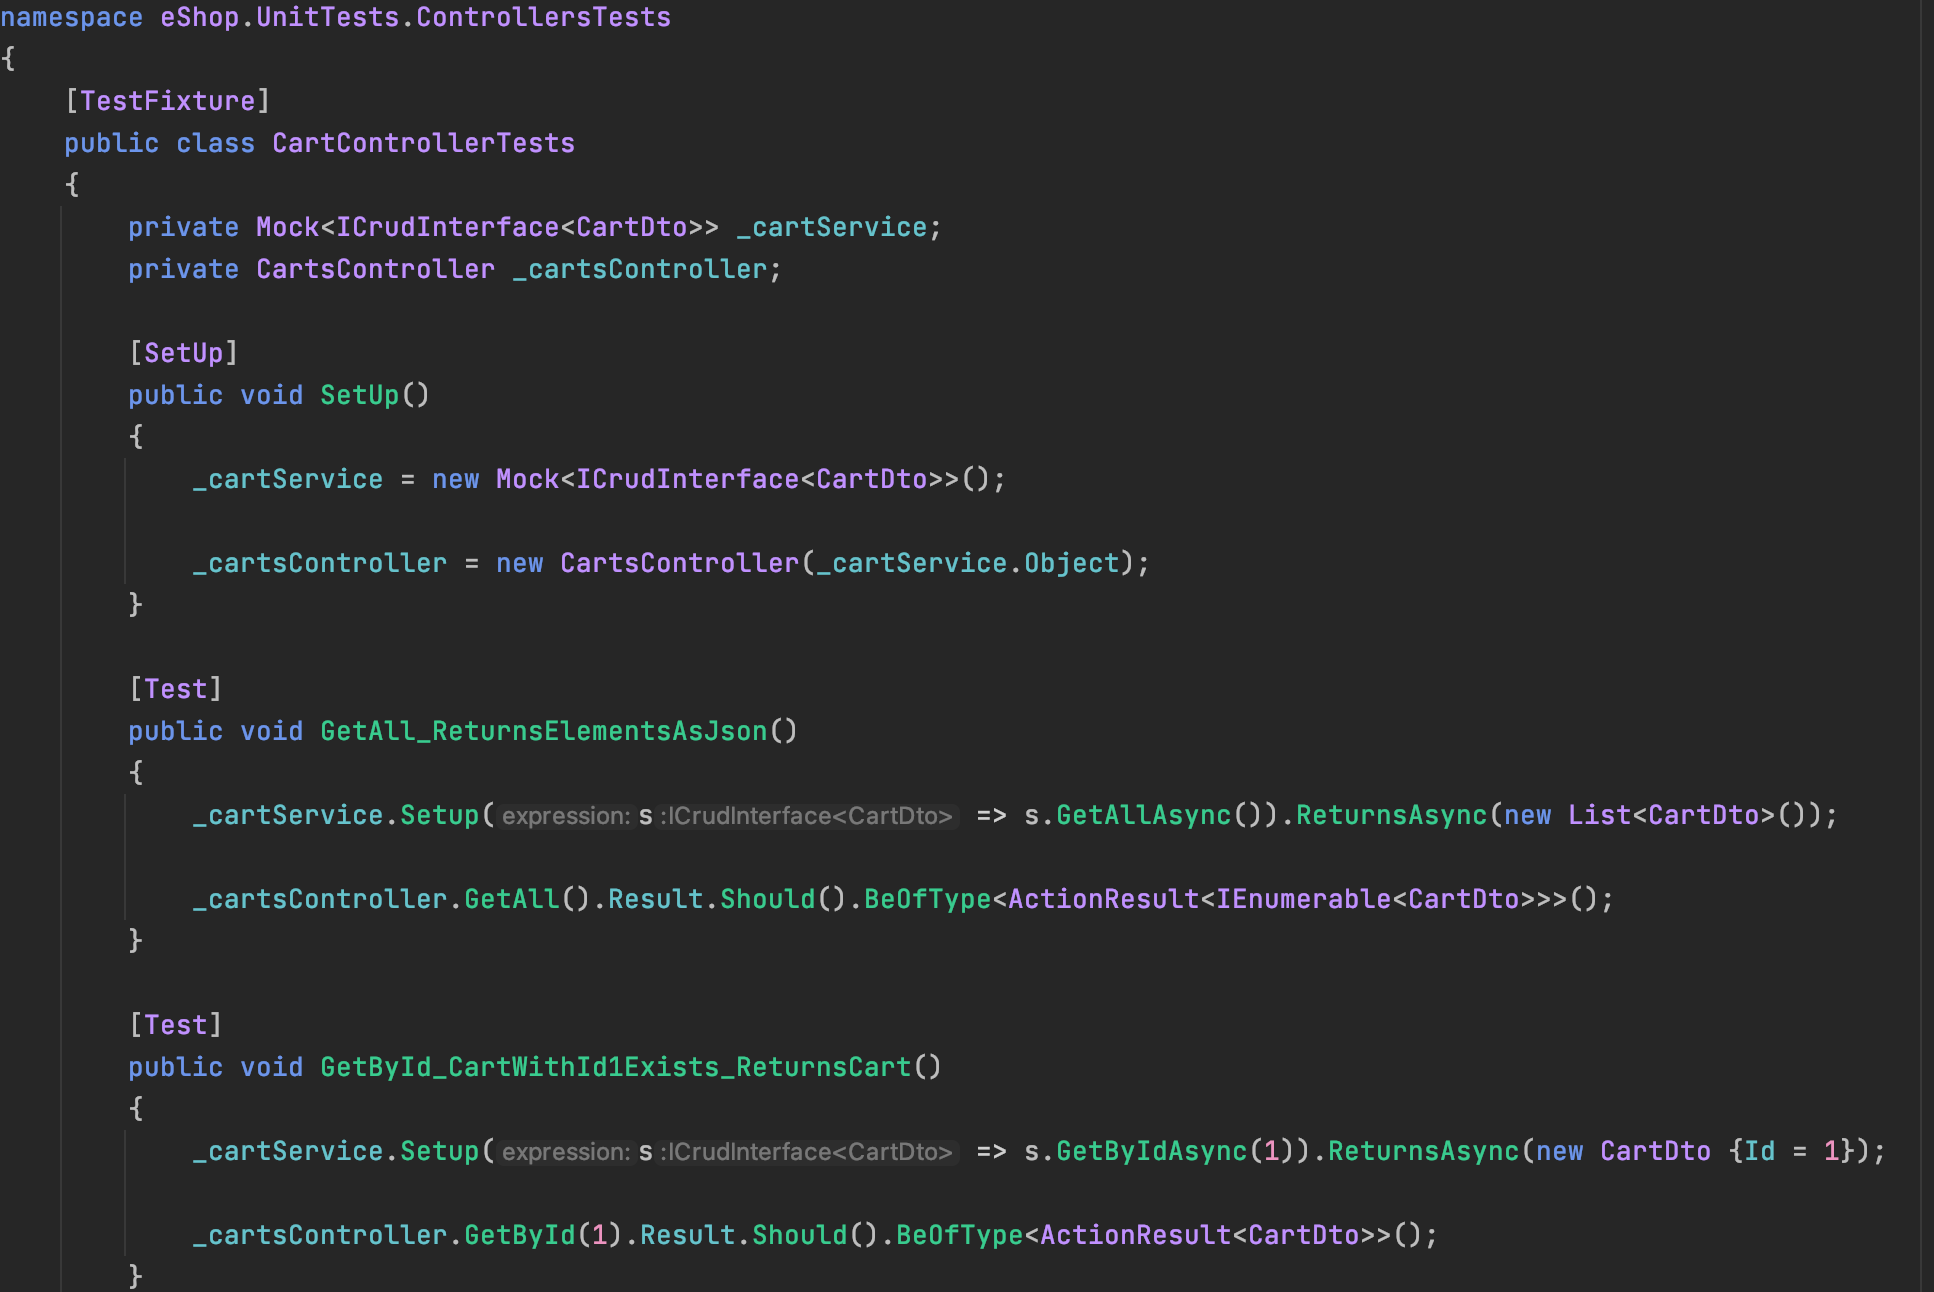 namespace eShop.UnitTests.ControllersTests
{
    [TestFixture]
    public class CartControllerTests
    {
        private Mock<ICrudInterface<CartDto>> _cartService;
        private CartsController _cartsController;

        [SetUp]
        public void SetUp()
        {
            _cartService = new Mock<ICrudInterface<CartDto>>();

            _cartsController = new CartsController(_cartService.Object);
        }

        [Test]
        public void GetAll_ReturnsElementsAsJson()
        {
            _cartService.Setup( expression: s :ICrudInterface<CartDto> => s.GetAllAsync()).ReturnsAsync(new List<CartDto>());

            _cartsController.GetAll().Result.Should().BeOfType<ActionResult<IEnumerable<CartDto>>>();
        }

        [Test]
        public void GetById_CartWithId1Exists_ReturnsCart()
        {
            _cartService.Setup( expression: s :ICrudInterface<CartDto> => s.GetByIdAsync(1)).ReturnsAsync(new CartDto {Id = 1});

            _cartsController.GetById(1).Result.Should().BeOfType<ActionResult<CartDto>>();
        }